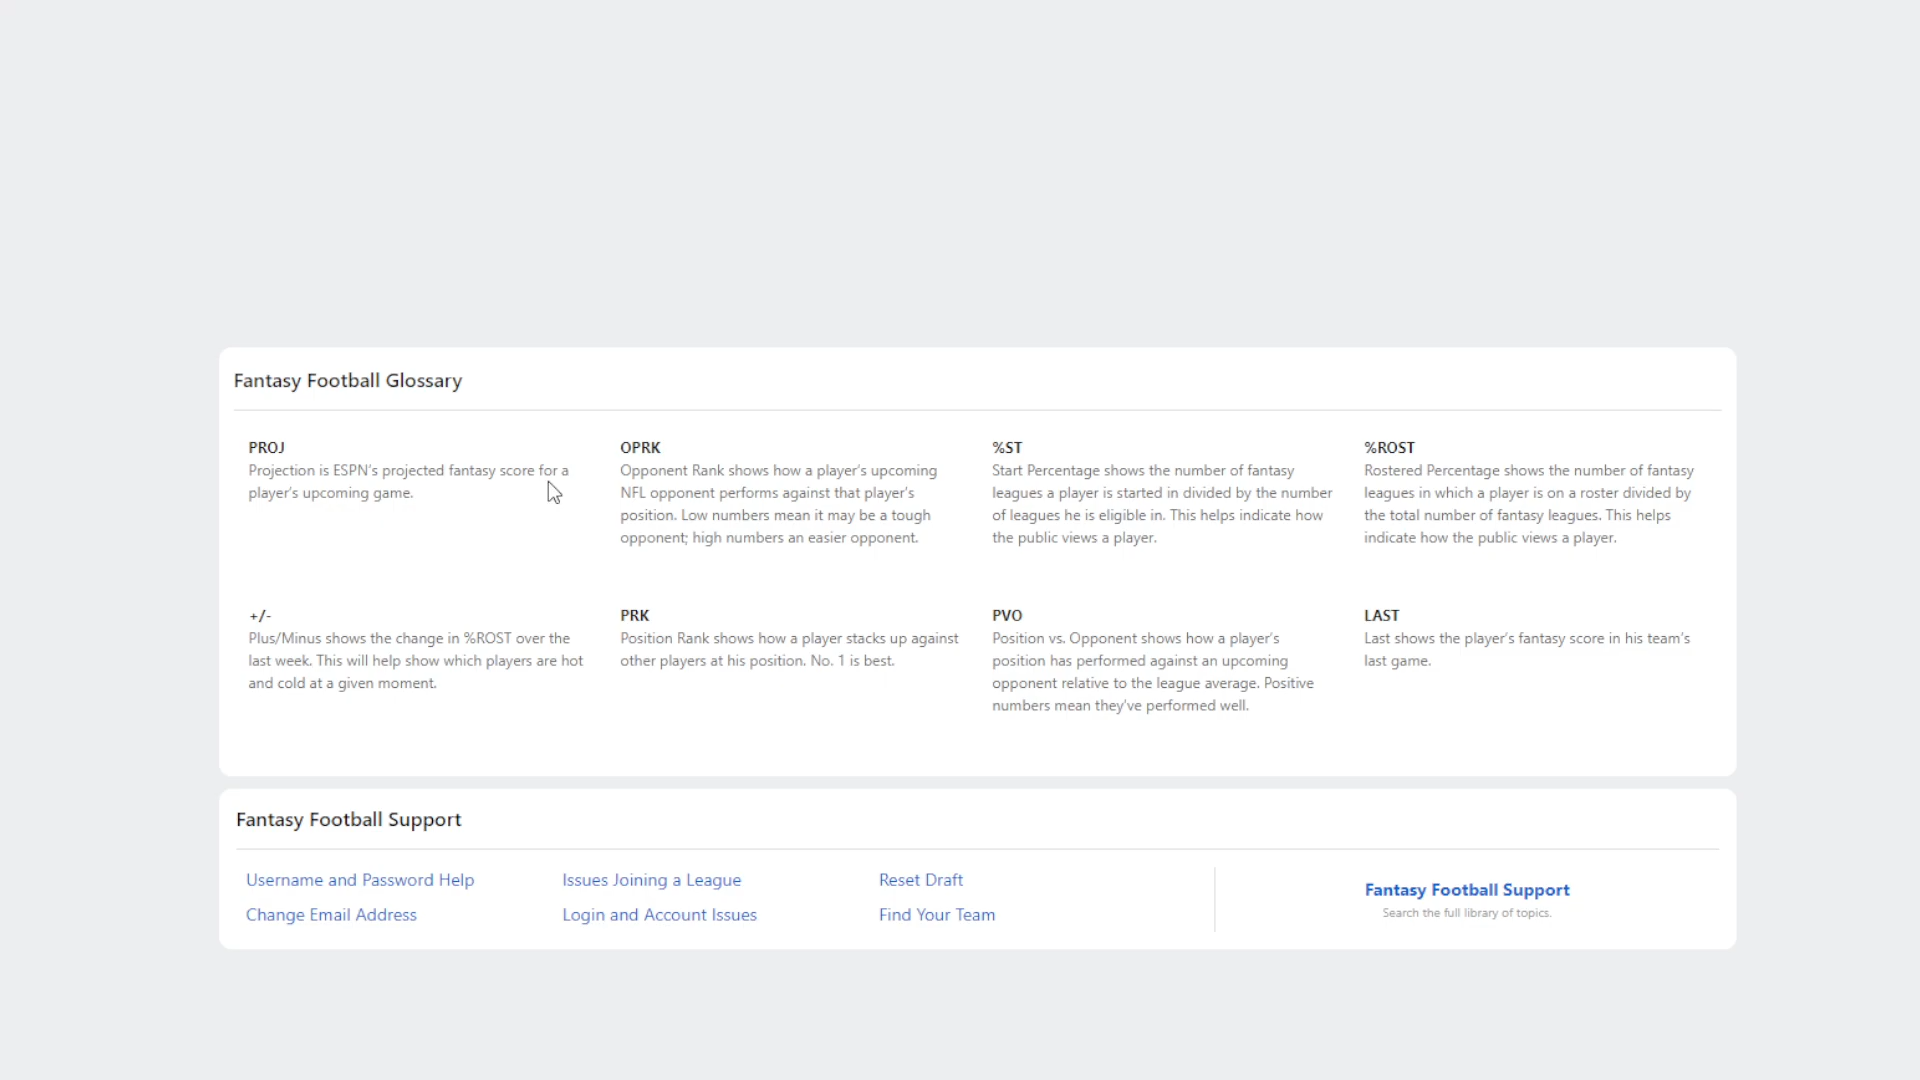 Fantasy Football Glossary
PROJ
Projection is ESPN's projected fantasy score for a
player's upcoming game.
OPRK
Opponent Rank shows how a player's upcoming
NFL opponent performs against that player's
position. Low numbers mean it may be a tough
opponent; high numbers an easier opponent.
%ST
Start Percentage shows the number of fantasy
leagues a player is started in divided by the number
of leagues he is eligible in. This helps indicate how
the public views a player.
%ROST
Rostered Percentage shows the number of fantasy
leagues in which a player is on a roster divided by
the total number of fantasy leagues. This helps
indicate how the public views a player.
+/-
Plus/Minus shows the change in %ROST over the
last week. This will help show which players are hot
and cold at a given moment.
PRK
Position Rank shows how a player stacks up against
other players at his position. No. 1 is best.
PVO
Position vs. Opponent shows how a player's
position has performed against an upcoming
opponent relative to the league average. Positive
numbers mean they've performed well.
LAST
Last shows the player's fantasy score in his team's
last game.
Fantasy Football Support
Username and Password Help
Issues Joining a League
Reset Draft
Change Email Address
Login and Account Issues
Find Your Team
Fantasy Football Support
Search the full library of topics.